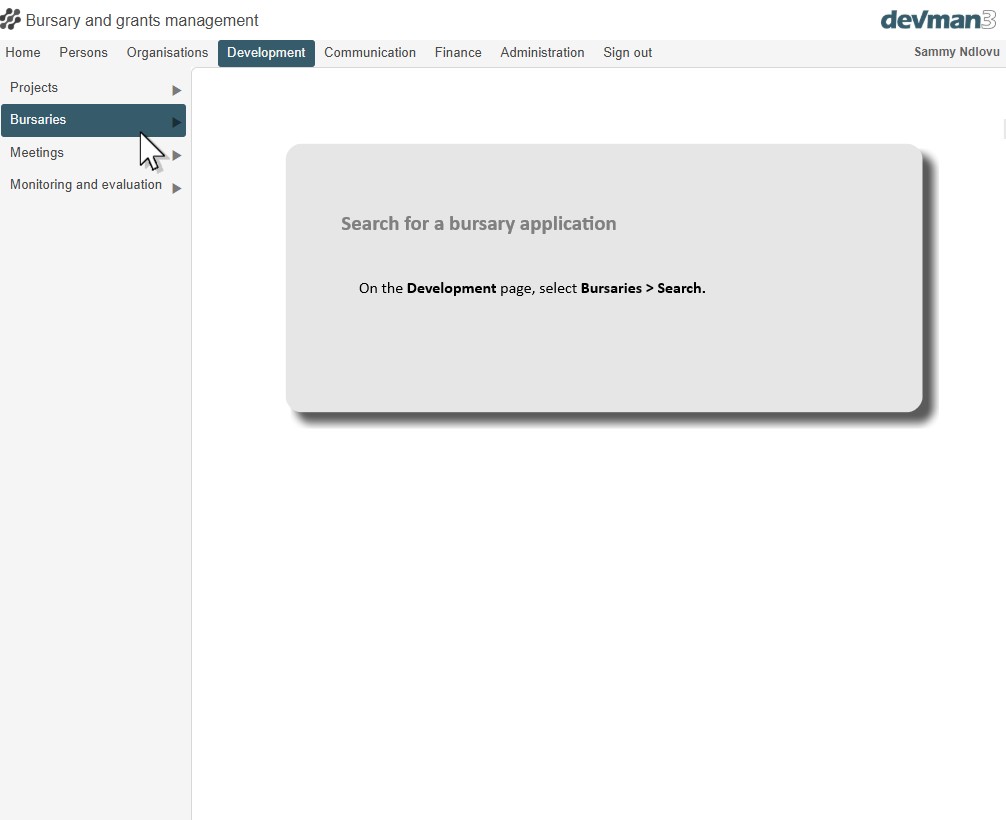 Bursary and grants management
devman3
Home Persons Organisations Development Communication Finance Administration Sign out
Sammy Ndlovu
Projects
Bursaries
Meetings
Monitoring and evaluation
Search for a bursary application
On the Development page, select Bursaries > Search.